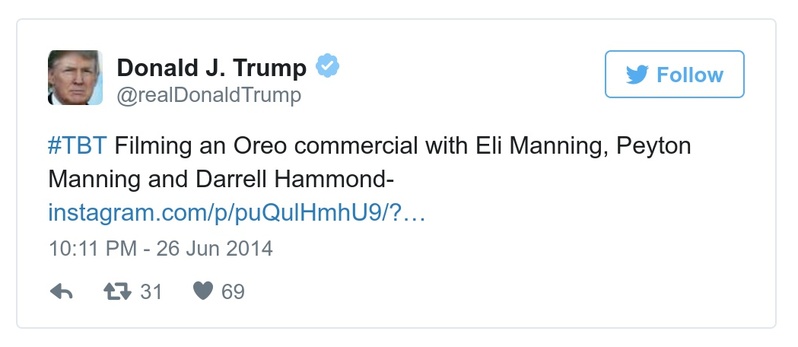 Donald J. Trump
@realDonaldTrump
Follow
#TBT Filming an Oreo commercial with Eli Manning, Peyton
Manning and Darrell Hammond-
instagram.com/p/puQulHmhU9/?…
10:11 PM - 26 Jun 2014
31 69